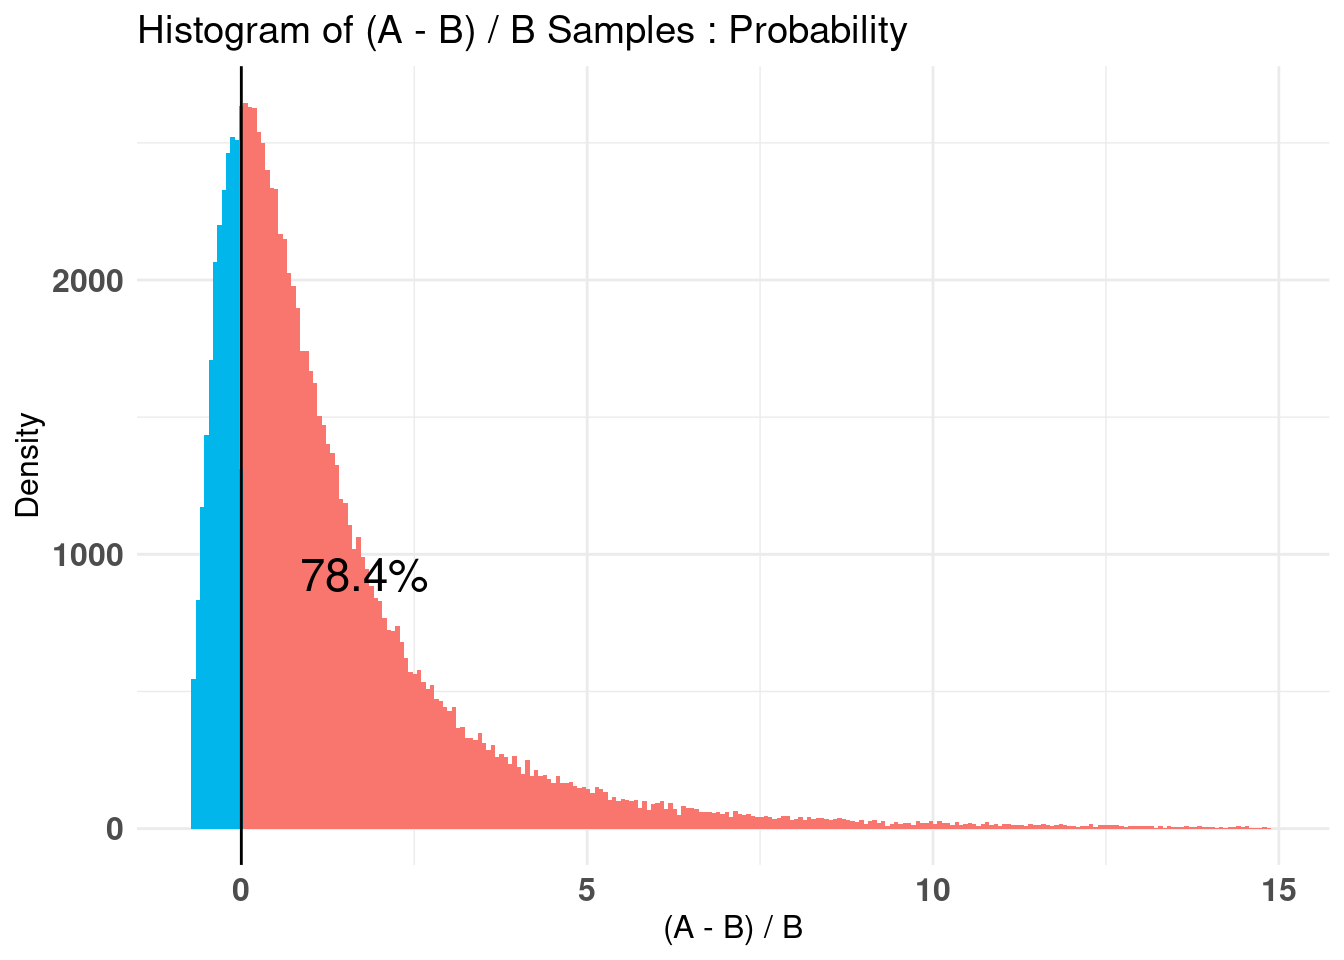 Histogram of (A - B) / B Samples : Probability
Density
2000
1000
0
78.4%
0 5 10 15
(A - B) / B